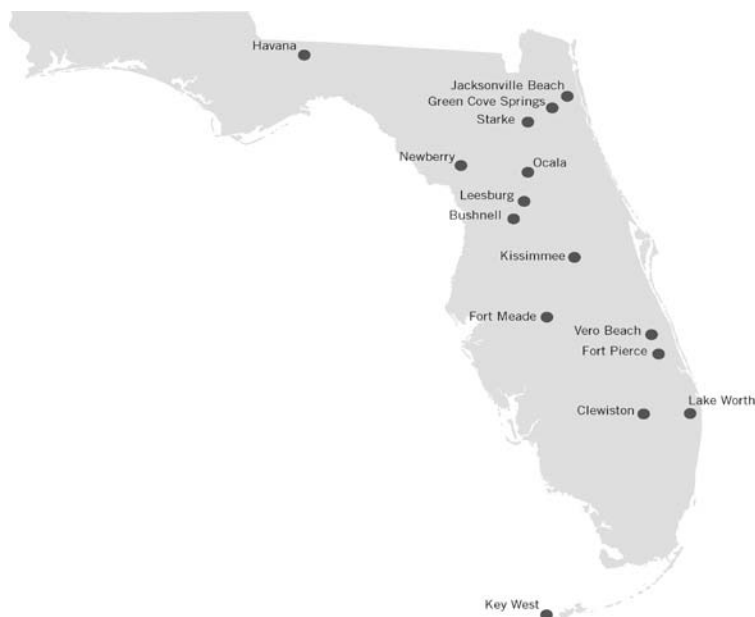 Havana
Jacksonville Beach
Green Cove Springs
Starke
Newberry
Ocala
Leesburg
Bushnell
Kissimmee
Fort Meade
Vero Beach
Fort Pierce
Lake Worth
Clewiston
Key West